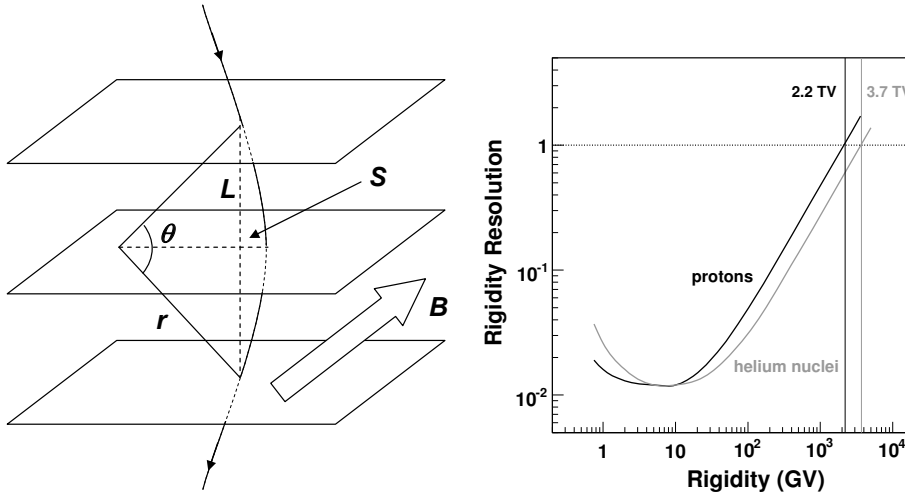 L
S
θ
r
B
2.2 TV
3.7 TV
1
10⁻¹
10⁻²
Rigidity Resolution
protons
helium nuclei
1
10
10²
10³
10⁴
Rigidity (GV)